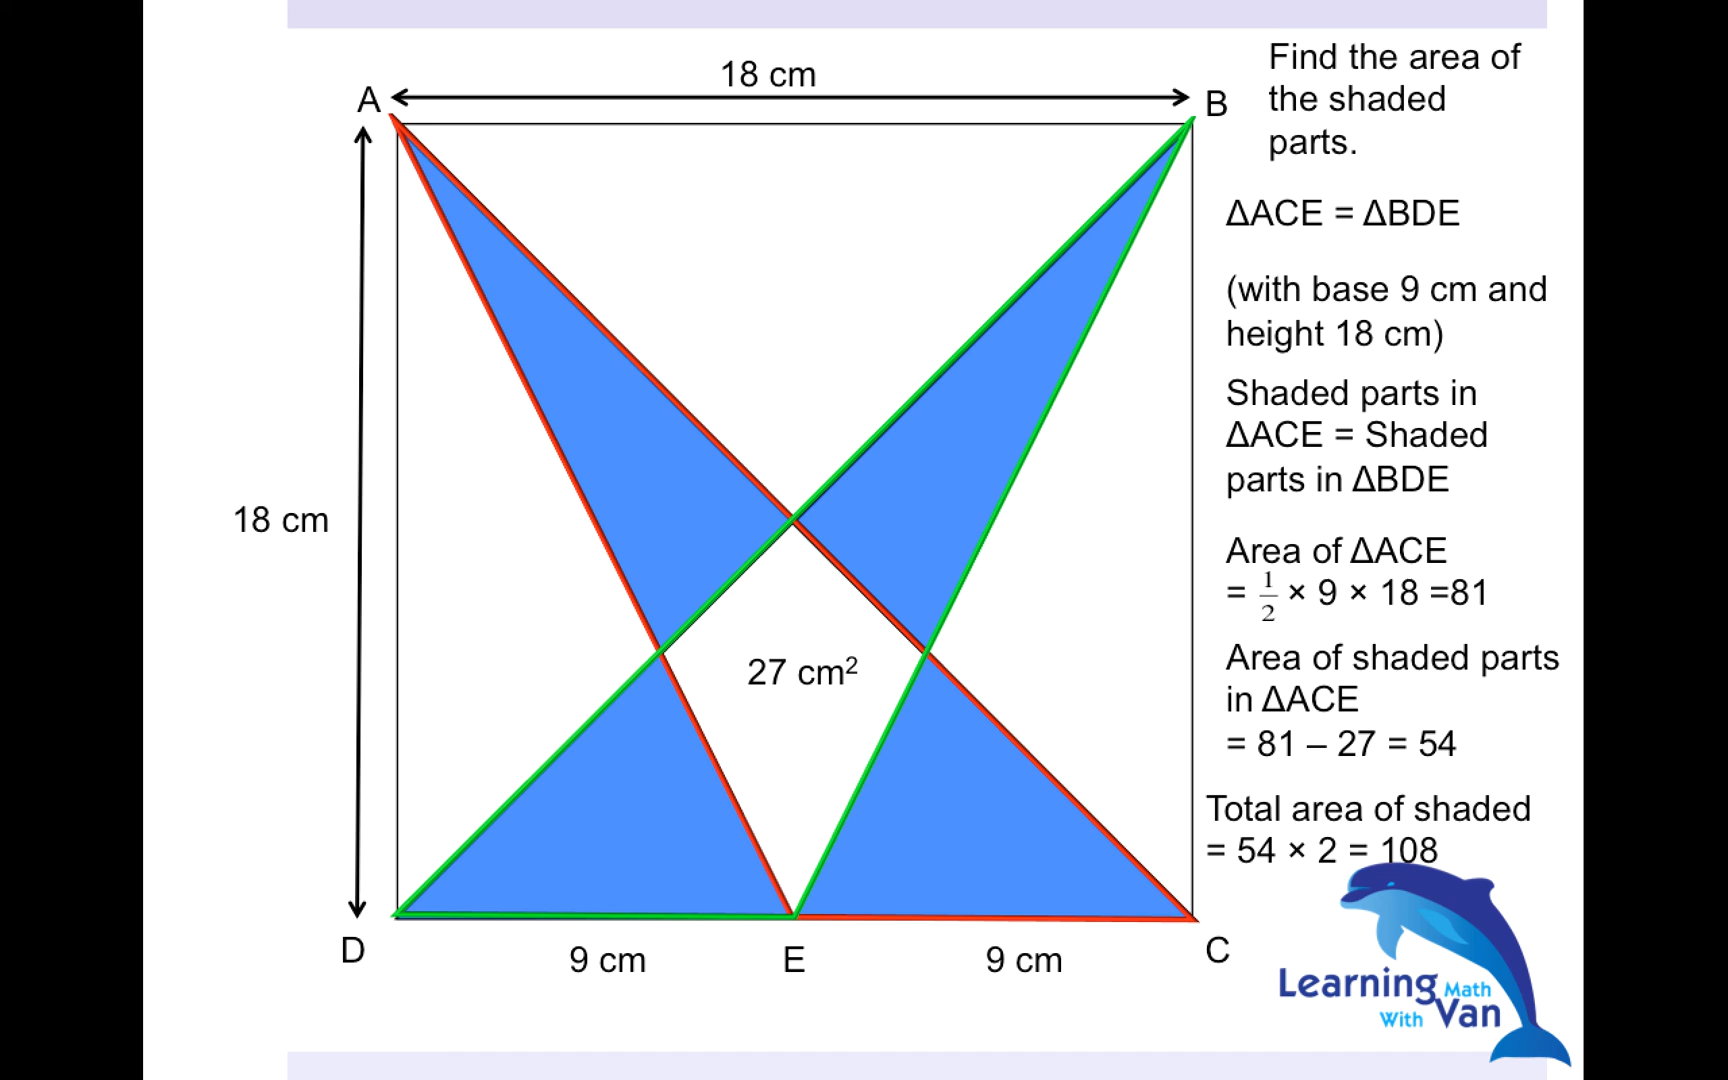 18 cm
A
B
18 cm
27 cm²
D
9 cm
E
9 cm
C
Find the area of
the shaded
parts.
ΔACE = ΔBDE
(with base 9 cm and
height 18 cm)
Shaded parts in
ΔACE = Shaded
parts in ΔBDE
Area of ΔACE
= 1/2 × 9 × 18 =81
Area of shaded parts
in ΔACE
= 81 – 27 = 54
Total area of shaded
= 54 × 2 = 108
Learning Math
With Van